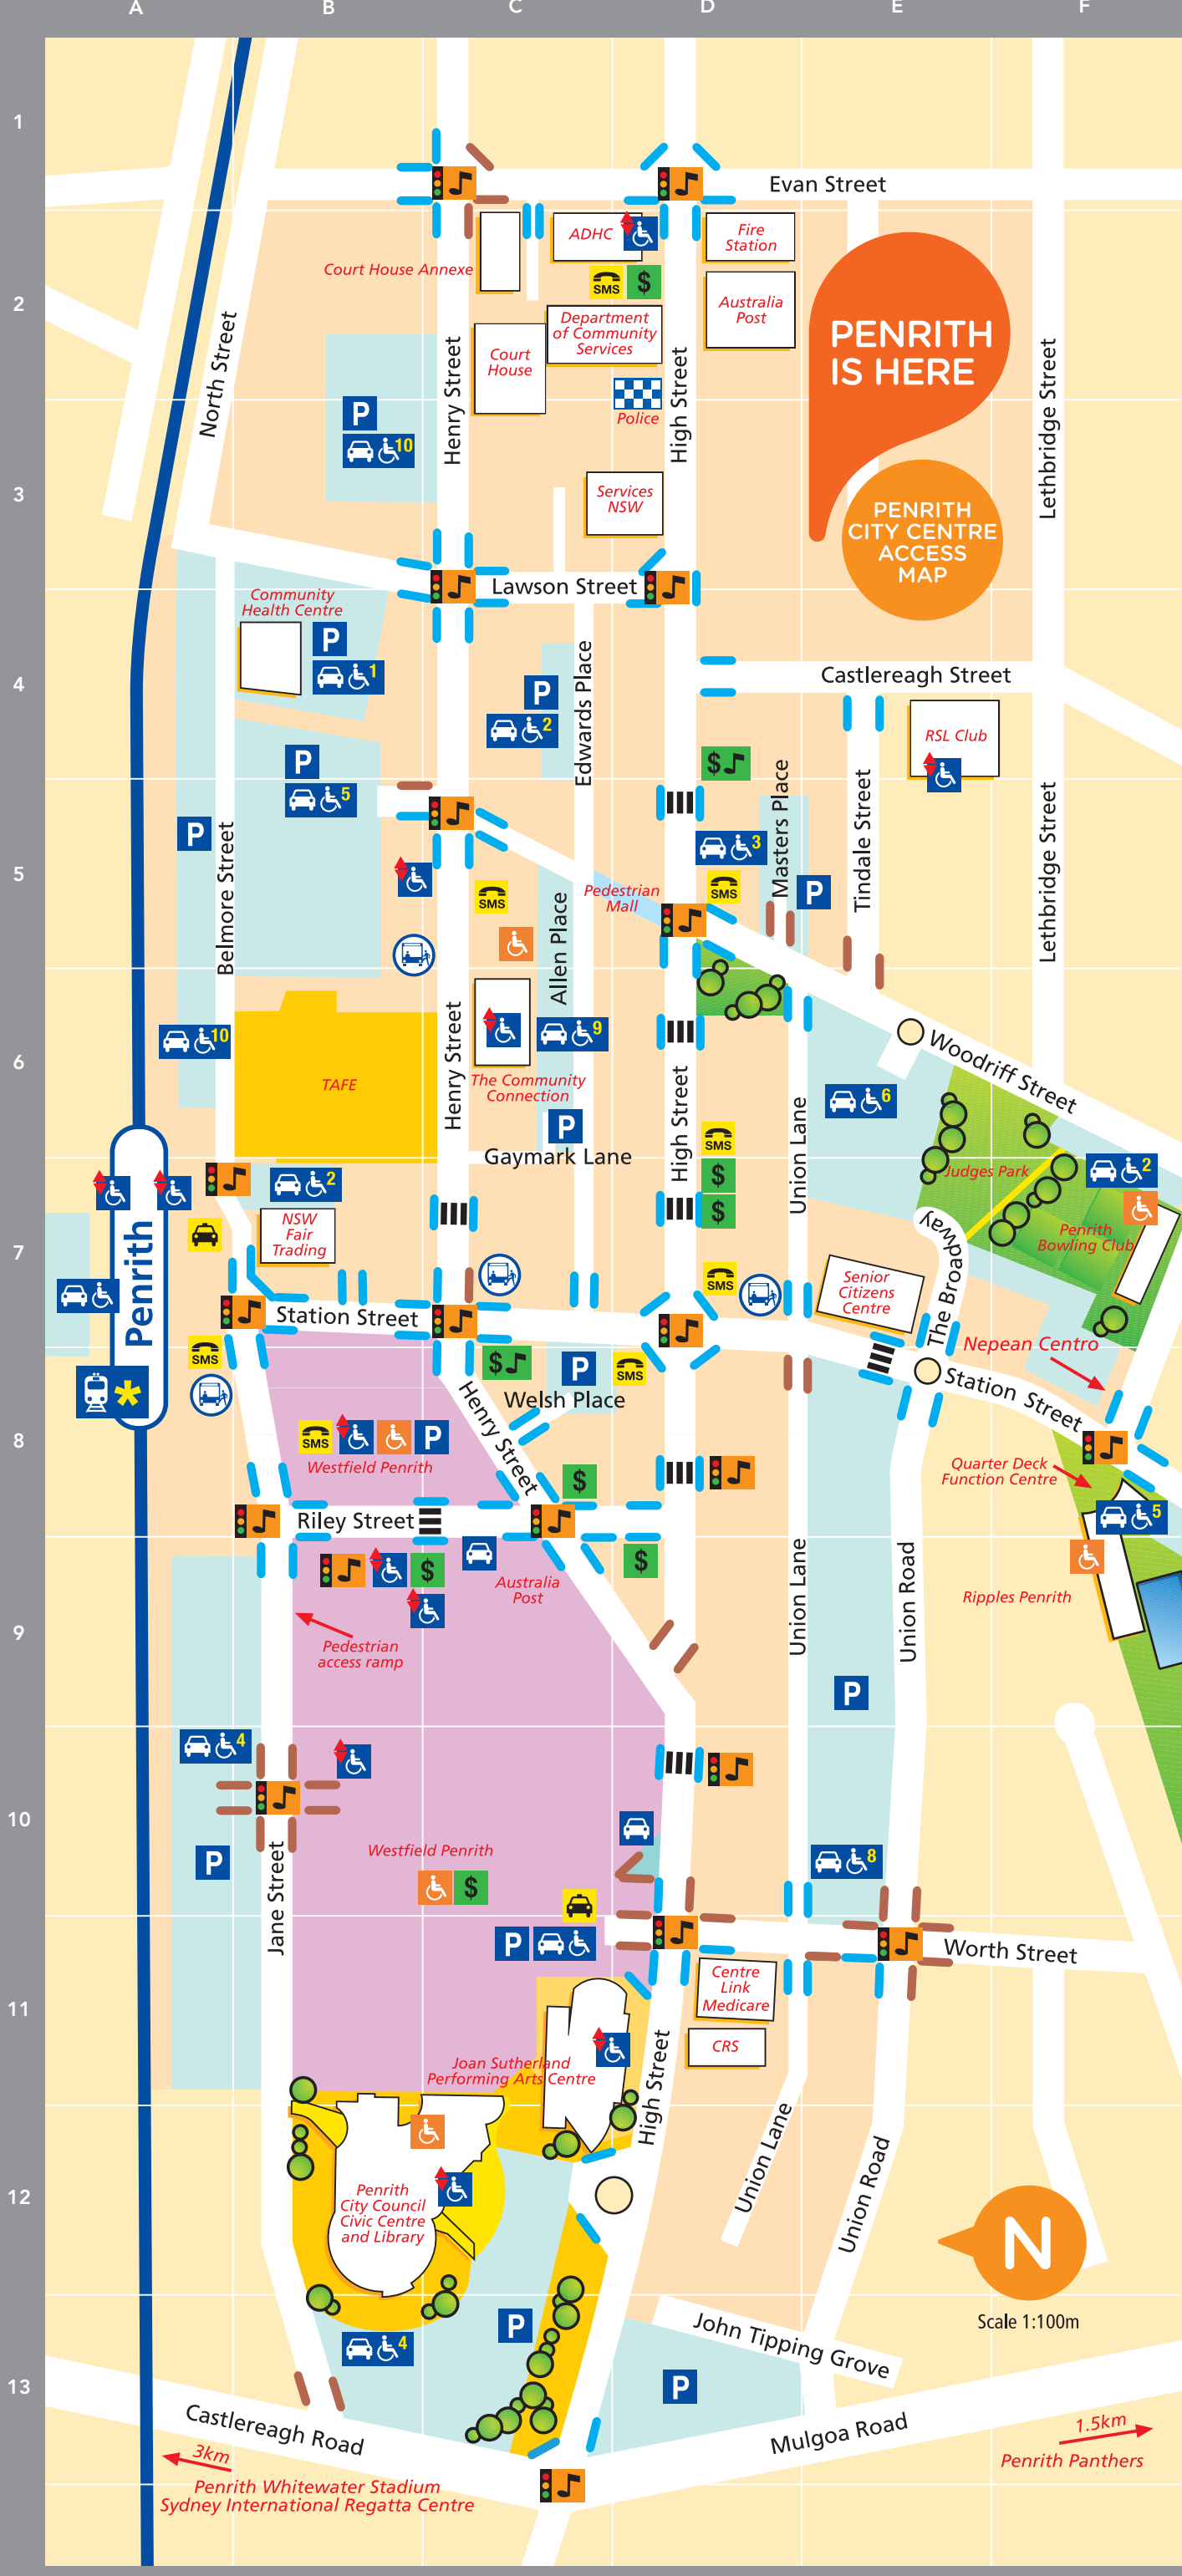 A B C D E F
1
Evan Street
ADHC
Fire
Station
Court House Annexe
SMS $
2
Australia
Post
PENRITH
IS HERE
Department
of Community
Services
Court
House
North Street
Henry Street
High Street
Lethbridge Street
Police
P
10
3
Services
NSW
PENRITH
CITY CENTRE
ACCESS
MAP
Lawson Street
Community
Health Centre
P
1
4
Castlereagh Street
P
2
Edwards Place
RSL Club
P
5
$
Masters Place
Tindale Street
Lethbridge Street
P
Belmore Street
3
5
SMS
SMS
P
Pedestrian
Mall
Allen Place
10
9
6
Woodriff Street
TAFE
Henry Street
The Community
Connection
High Street
Union Lane
6
P
SMS
Gaymark Lane
$
$
Judges Park
2
2
NSW
Fair
Trading
Penrith
Bowling Club
7
Penrith
The Broadway
Senior
Citizens
Centre
SMS
Station Street
Nepean Centro
SMS
$
P
SMS
Station Street
Welsh Place
Henry Street
8
SMS
P
Westfield Penrith
Quarter Deck
Function Centre
$
Riley Street
5
$
$
Australia
Post
Union Lane
Union Road
Ripples Penrith
9
Pedestrian
access ramp
P
4
10
P
Westfield Penrith
$
8
Jane Street
P
Worth Street
Centre
Link
Medicare
11
CRS
Joan Sutherland
Performing Arts Centre
High Street
Union Lane
Union Road
12
Penrith
City Council
Civic Centre
and Library
N
Scale 1:100m
P
John Tipping Grove
4
13
P
Castlereagh Road
Mulgoa Road
1.5km
Penrith Panthers
3km
Penrith Whitewater Stadium
Sydney International Regatta Centre